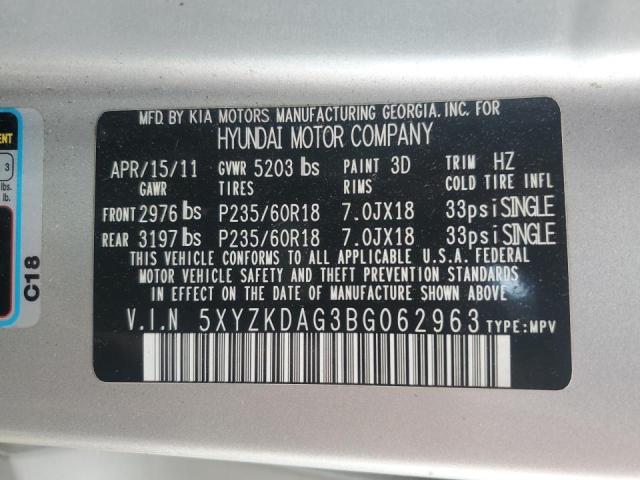 MFD. BY KIA MOTORS MANUFACTURING GEORGIA. INC. FOR
HYUNDAI MOTOR COMPANY
APR/15/11 GVWR 5203 lbs PAINT 3D TRIM HZ
GAWR TIRES RIMS COLD TIRE INFL
FRONT 2976 lbs P235/60R18 7.0JX18 33psi SINGLE
REAR 3197 lbs P235/60R18 7.0JX18 33psi SINGLE
THIS VEHICLE CONFORMS TO ALL APPLICABLE U.S.A. FEDERAL
MOTOR VEHICLE SAFETY AND THEFT PREVENTION STANDARDS
IN EFFECT ON THE DATE OF MANUFACTURE SHOWN ABOVE
V.I.N 5XYZKDAG3BG062963 TYPE:MPV
3
lbs.
lb.
C18